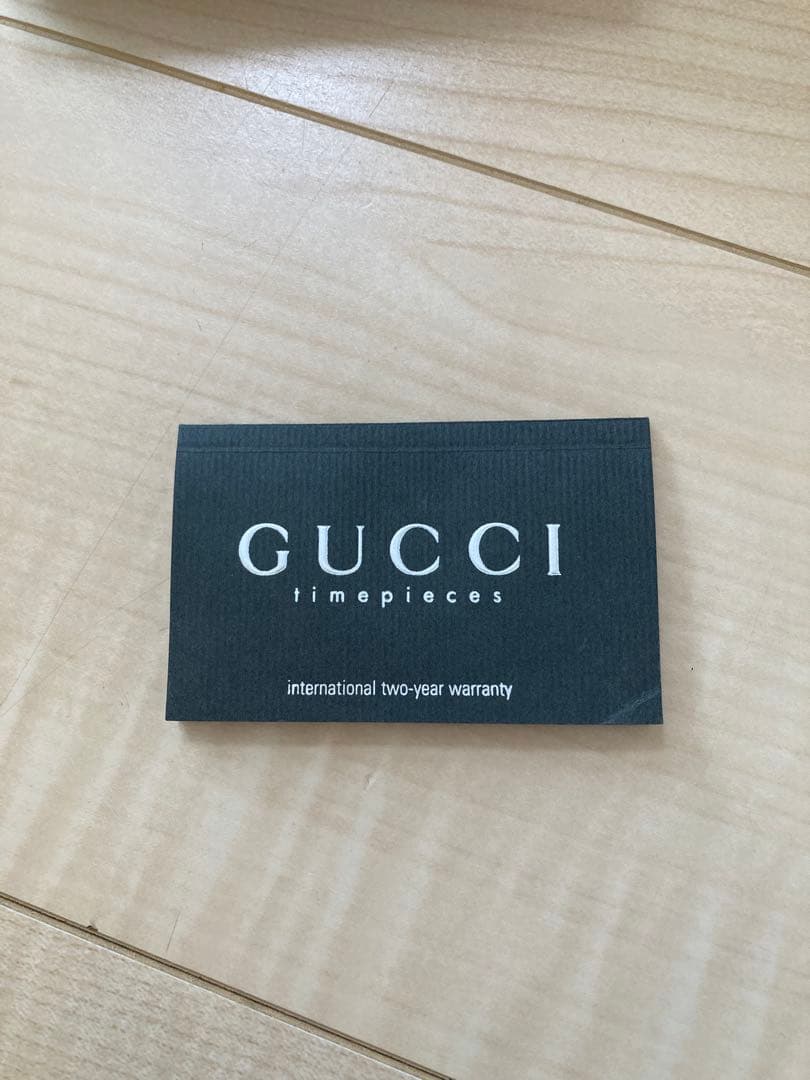 GUCCI
timepieces
international two-year warranty